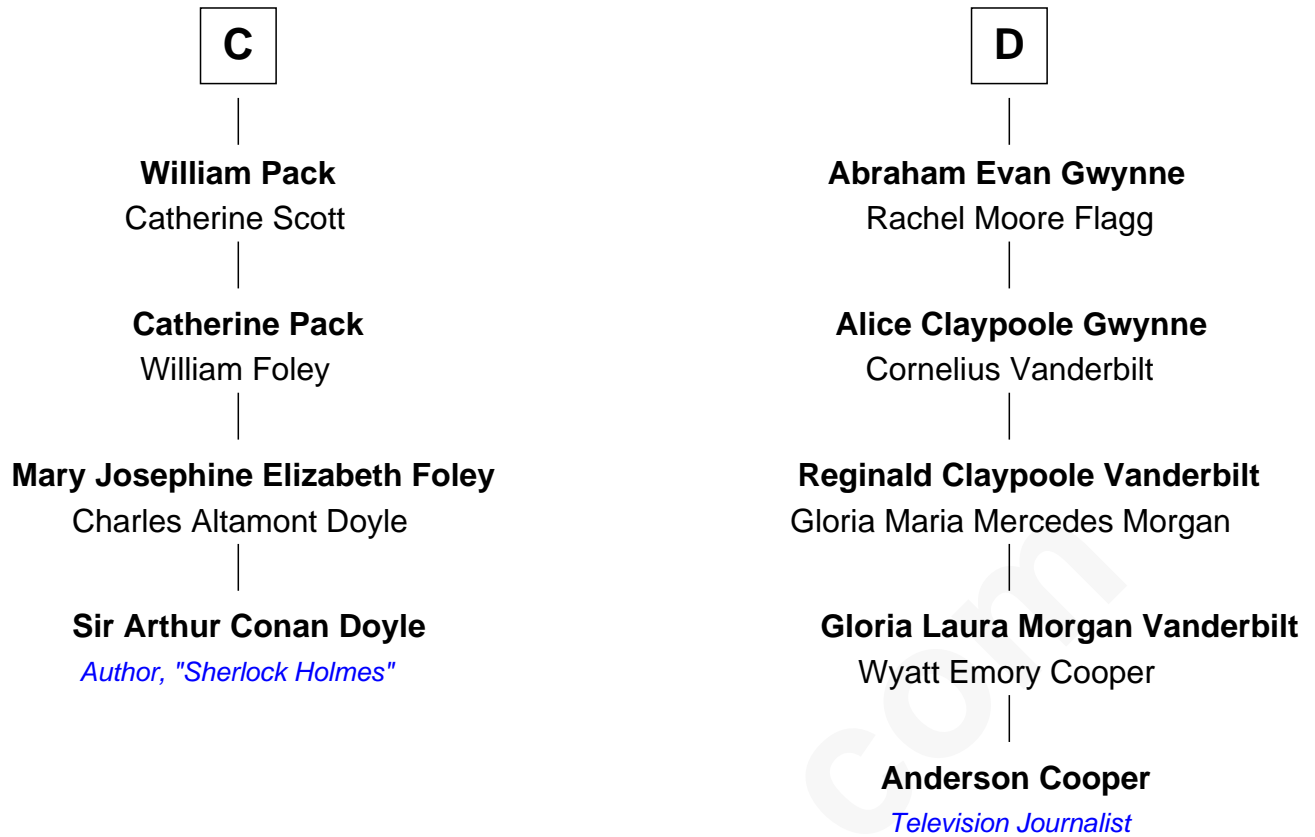 C
William Pack
Catherine Scott
Catherine Pack
William Foley
Mary Josephine Elizabeth Foley
Charles Altamont Doyle
Sir Arthur Conan Doyle
Author, "Sherlock Holmes"
D
Abraham Evan Gwynne
Rachel Moore Flagg
Alice Claypoole Gwynne
Cornelius Vanderbilt
Reginald Claypoole Vanderbilt
Gloria Maria Mercedes Morgan
Gloria Laura Morgan Vanderbilt
Wyatt Emory Cooper
Anderson Cooper
Television Journalist
com